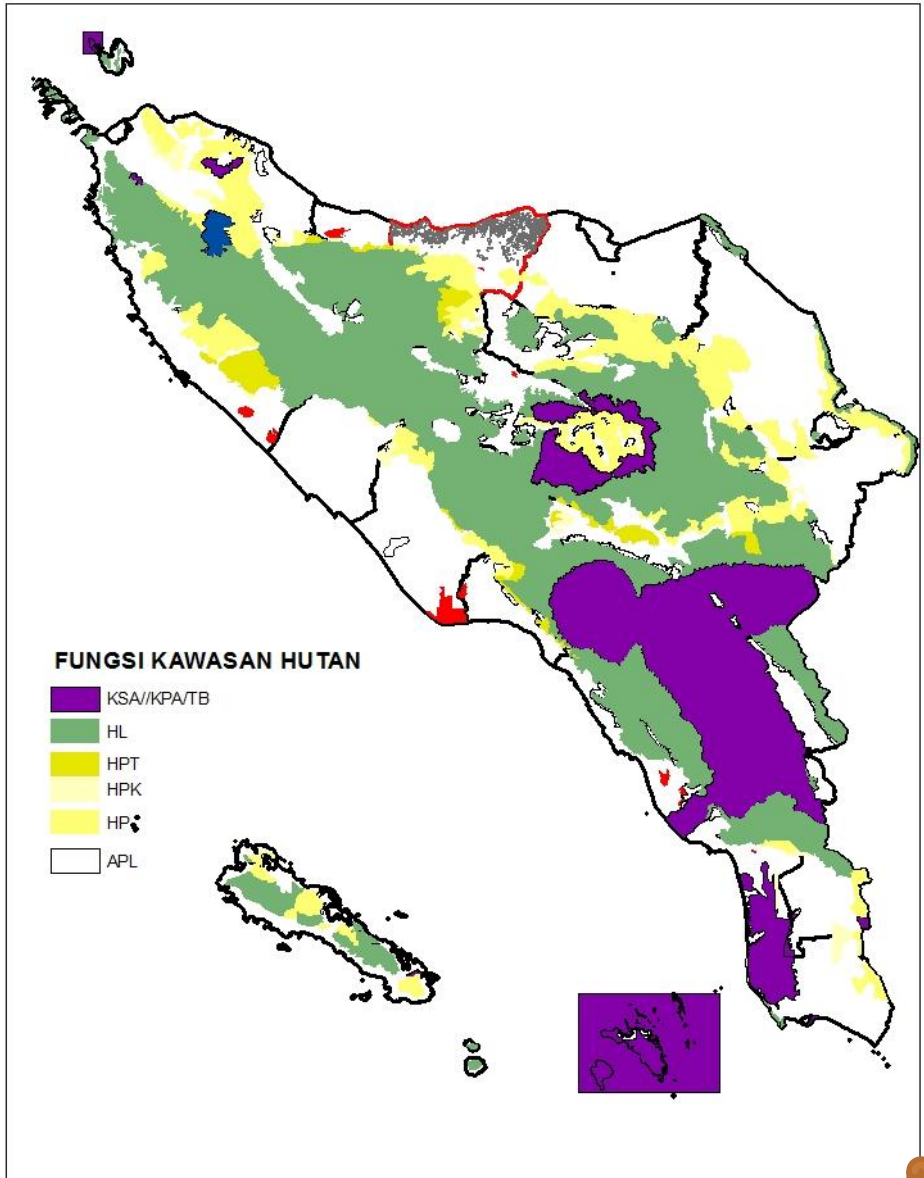 FUNGSI KAWASAN HUTAN
KSA//KPA/TB
HL
HPT
HPK
HP
APL